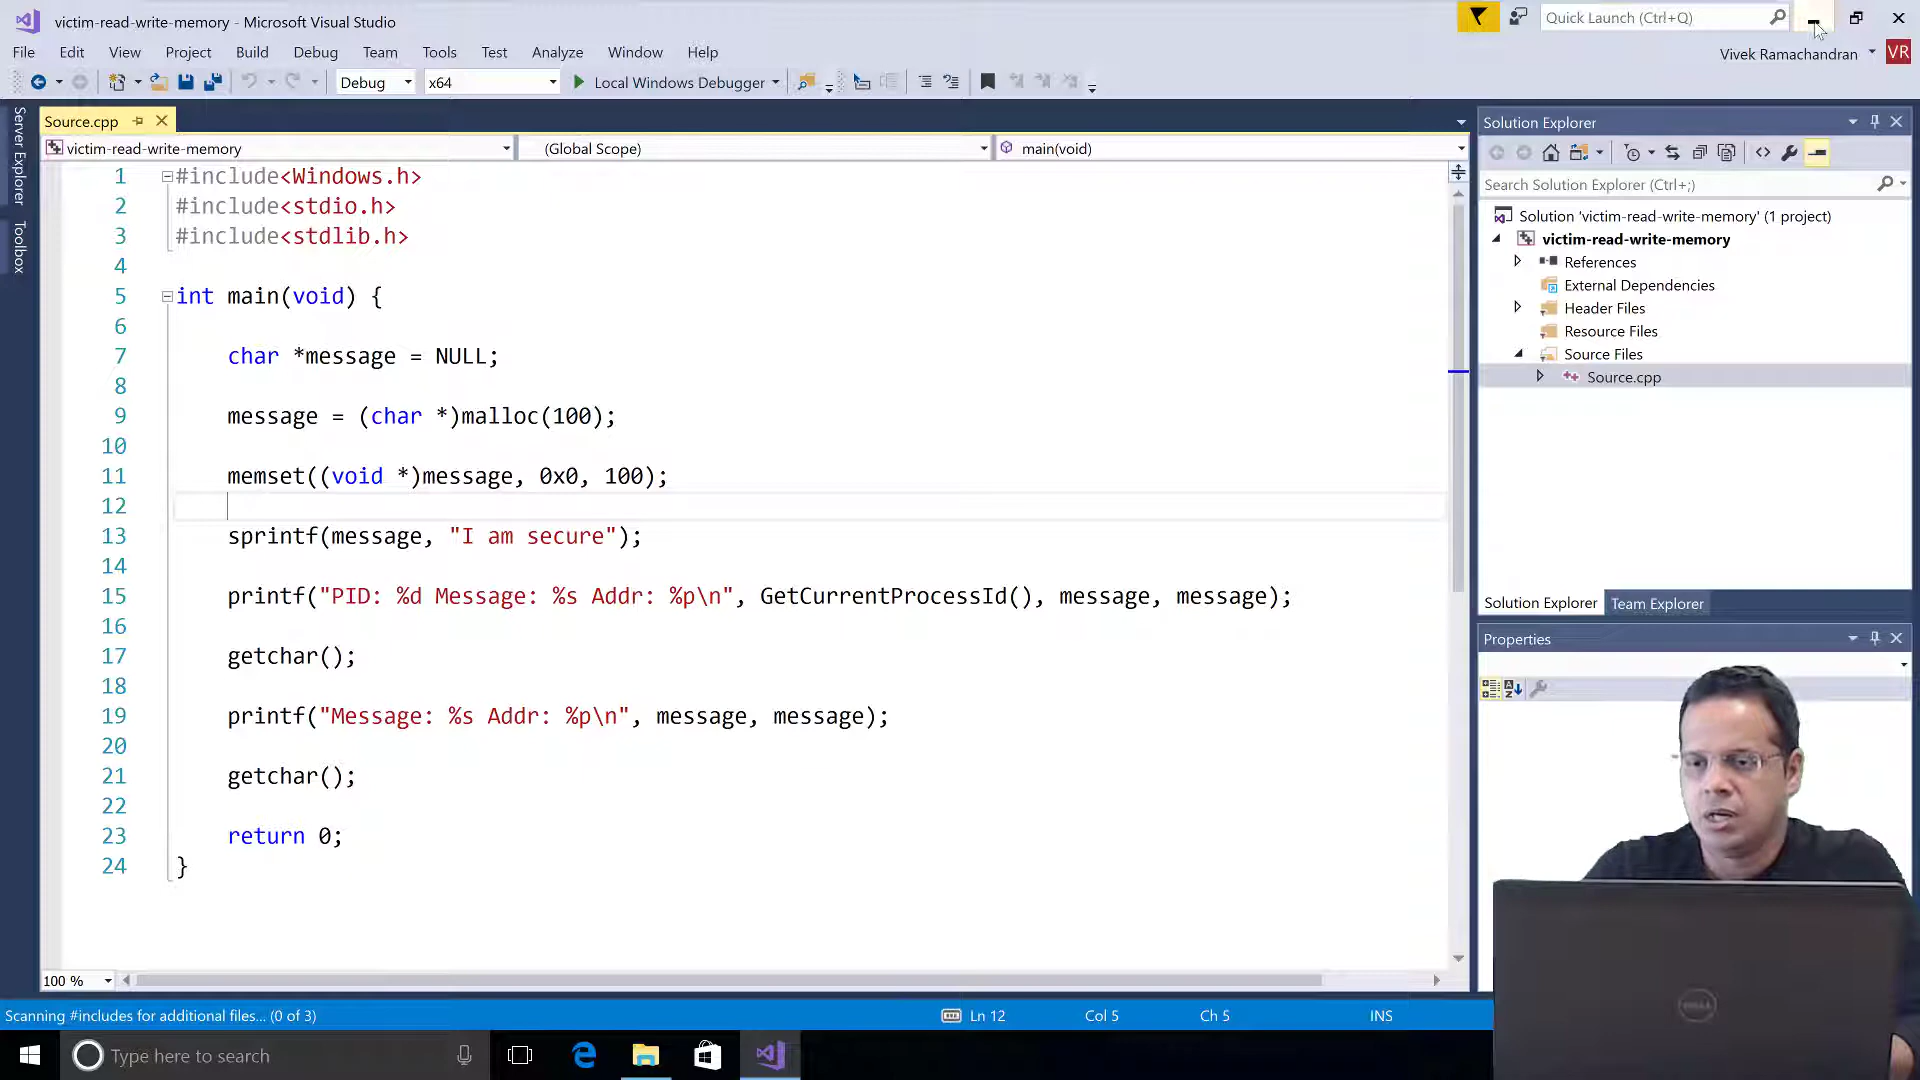 victim-read-write-memory - Microsoft Visual Studio
Quick Launch (Ctrl+Q)
File Edit View Project Build Debug Team Tools Test Analyze Window Help
Vivek Ramachandran VR
Debug x64 Local Windows Debugger
Server Explorer
Toolbox
Source.cpp
victim-read-write-memory (Global Scope) main(void)
1 #include<Windows.h>
2 #include<stdio.h>
3 #include<stdlib.h>
4
5 int main(void) {
6
7 char *message = NULL;
8
9 message = (char *)malloc(100);
10
11 memset((void *)message, 0x0, 100);
12
13 sprintf(message, "I am secure");
14
15 printf("PID: %d Message: %s Addr: %p\n", GetCurrentProcessId(), message, message);
16
17 getchar();
18
19 printf("Message: %s Addr: %p\n", message, message);
20
21 getchar();
22
23 return 0;
24 }
100 %
Solution Explorer
Search Solution Explorer (Ctrl+;)
Solution 'victim-read-write-memory' (1 project)
victim-read-write-memory
References
External Dependencies
Header Files
Resource Files
Source Files
Source.cpp
Solution Explorer Team Explorer
Properties
DELL
Scanning #includes for additional files... (0 of 3) Ln 12 Col 5 Ch 5 INS
Type here to search